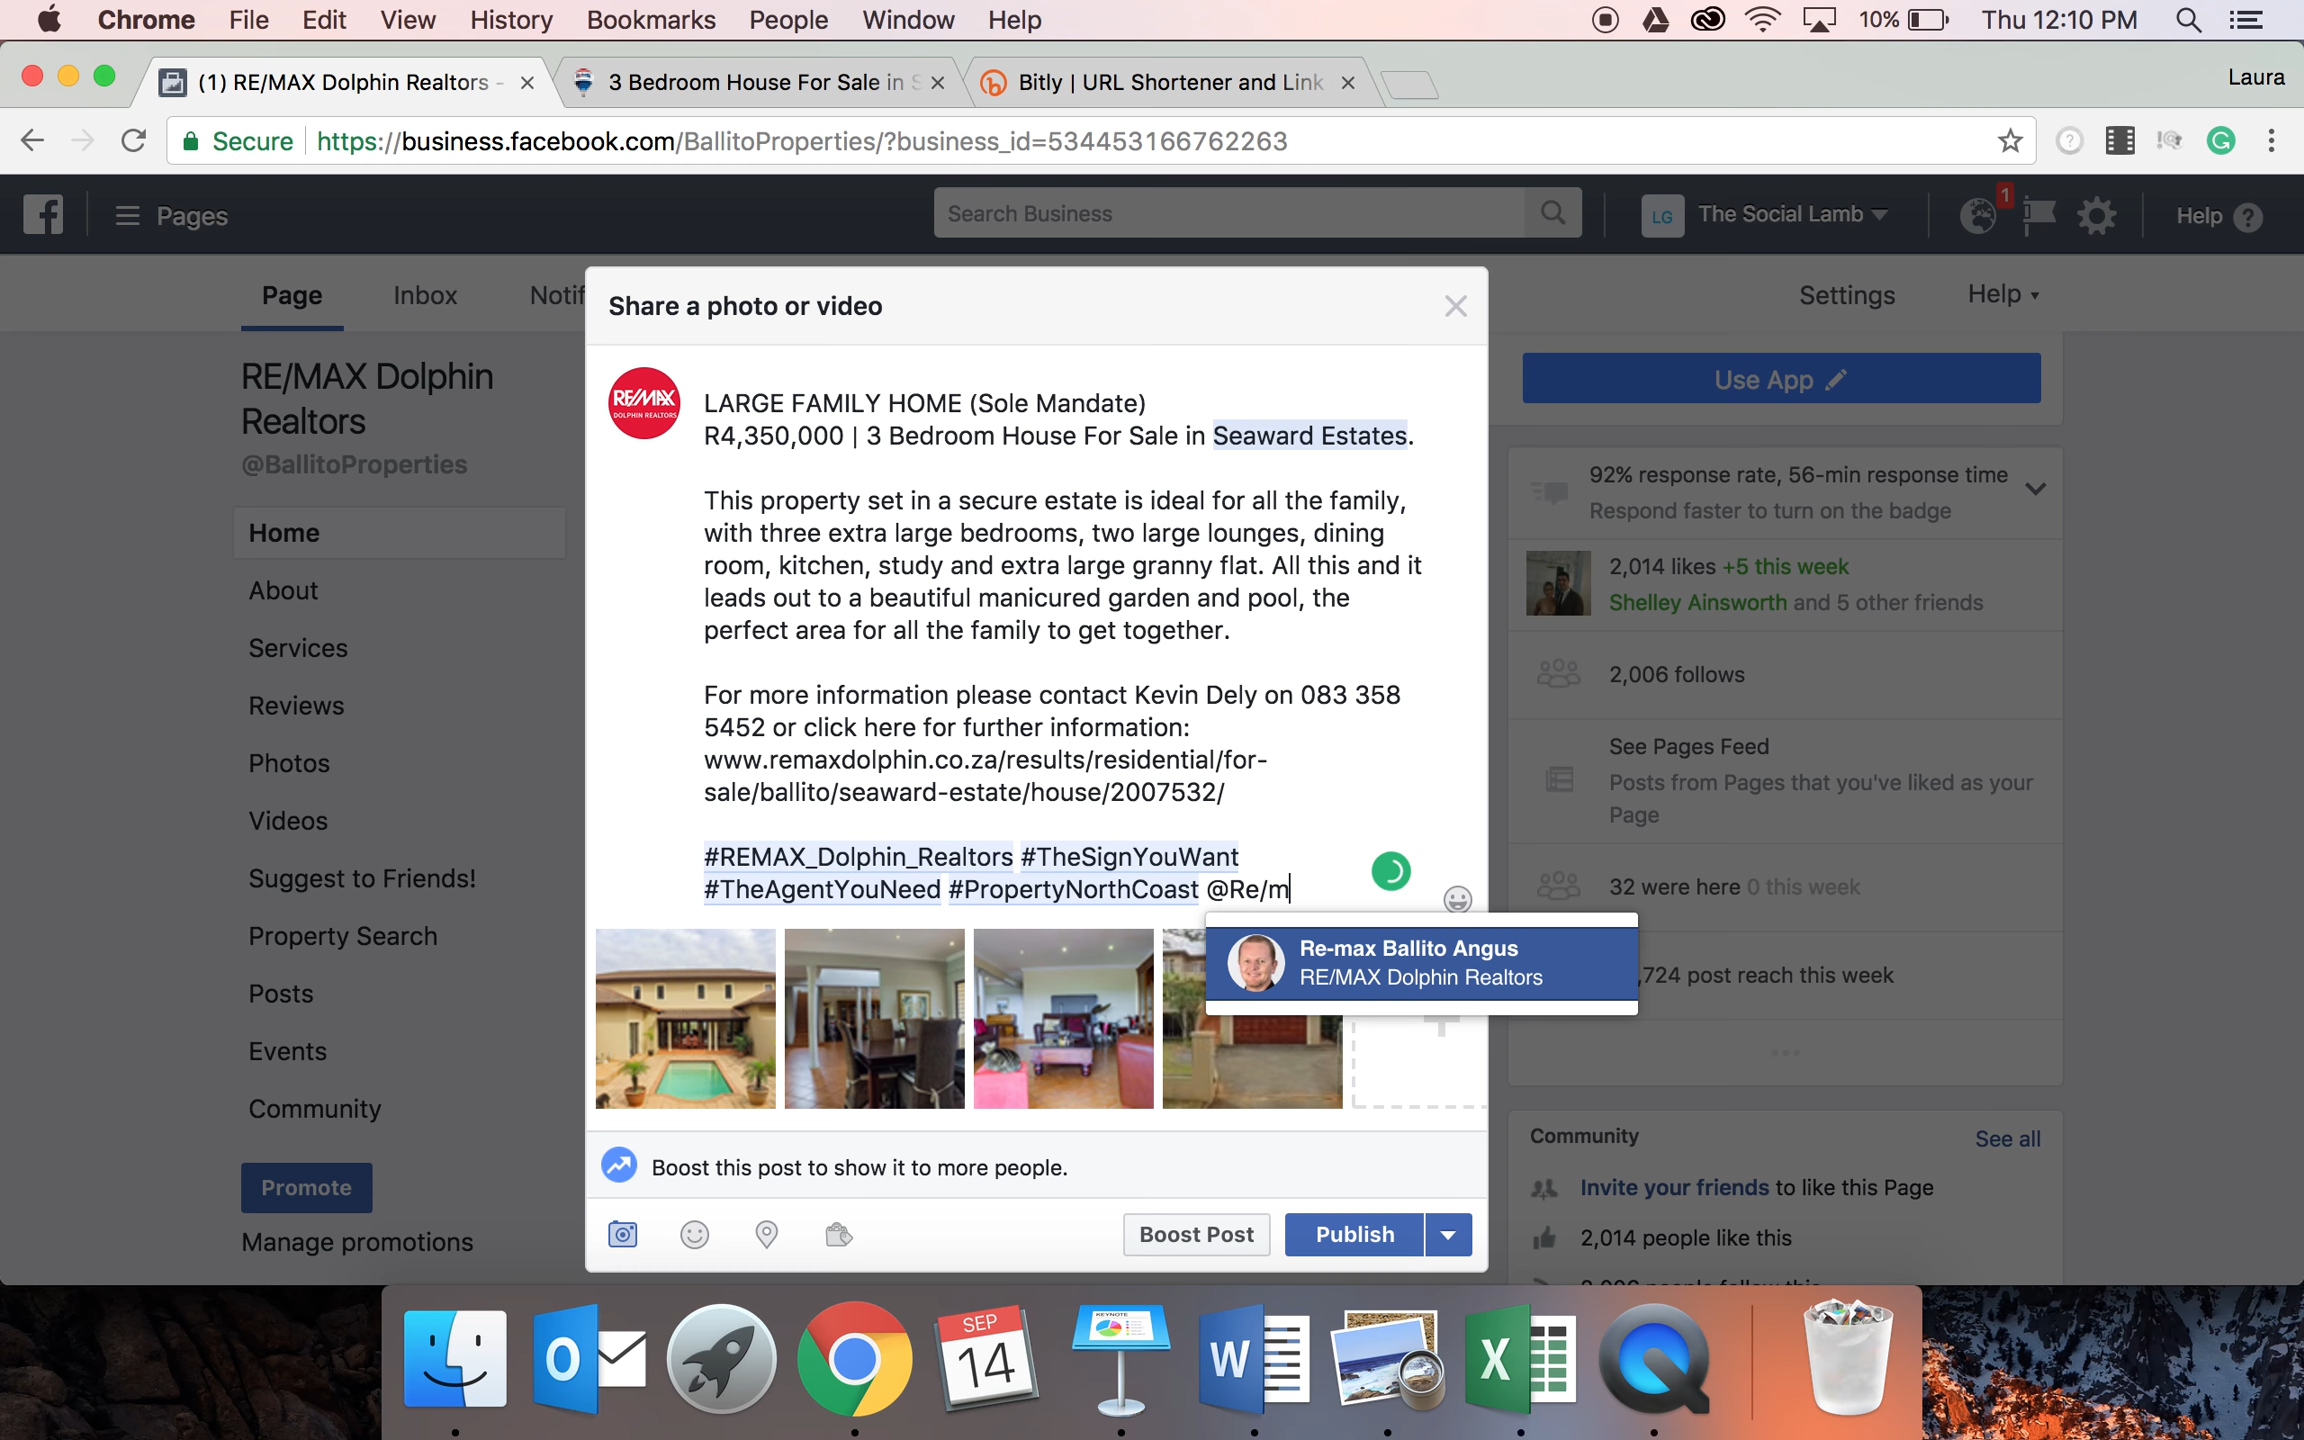 Chrome File Edit View History Bookmarks People Window Help 10% Thu 12:10 PM
(1) RE/MAX Dolphin Realtors - 3 Bedroom House For Sale in S Bitly | URL Shortener and Link Laura
Secure https://business.facebook.com/BallitoProperties/?business_id=534453166762263
Pages Search Business LG The Social Lamb 1 Help ?
Page Inbox Notif Settings Help
Share a photo or video
RE/MAX Dolphin
Realtors
@BallitoProperties
Home
About
Services
Reviews
Photos
Videos
Suggest to Friends!
Property Search
Posts
Events
Community
Promote
Manage promotions
RE/MAX
DOLPHIN REALTORS
LARGE FAMILY HOME (Sole Mandate)
R4,350,000 | 3 Bedroom House For Sale in Seaward Estates.
This property set in a secure estate is ideal for all the family,
with three extra large bedrooms, two large lounges, dining
room, kitchen, study and extra large granny flat. All this and it
leads out to a beautiful manicured garden and pool, the
perfect area for all the family to get together.
For more information please contact Kevin Dely on 083 358
5452 or click here for further information:
www.remaxdolphin.co.za/results/residential/for-
sale/ballito/seaward-estate/house/2007532/
#REMAX_Dolphin_Realtors #TheSignYouWant
#TheAgentYouNeed #PropertyNorthCoast @Re/m
Re-max Ballito Angus
RE/MAX Dolphin Realtors
Boost this post to show it to more people.
Boost Post Publish
Use App
92% response rate, 56-min response time
Respond faster to turn on the badge
2,014 likes +5 this week
Shelley Ainsworth and 5 other friends
2,006 follows
See Pages Feed
Posts from Pages that you've liked as your
Page
32 were here 0 this week
,724 post reach this week
Community See all
Invite your friends to like this Page
2,014 people like this
SEP
14
KEYNOTE